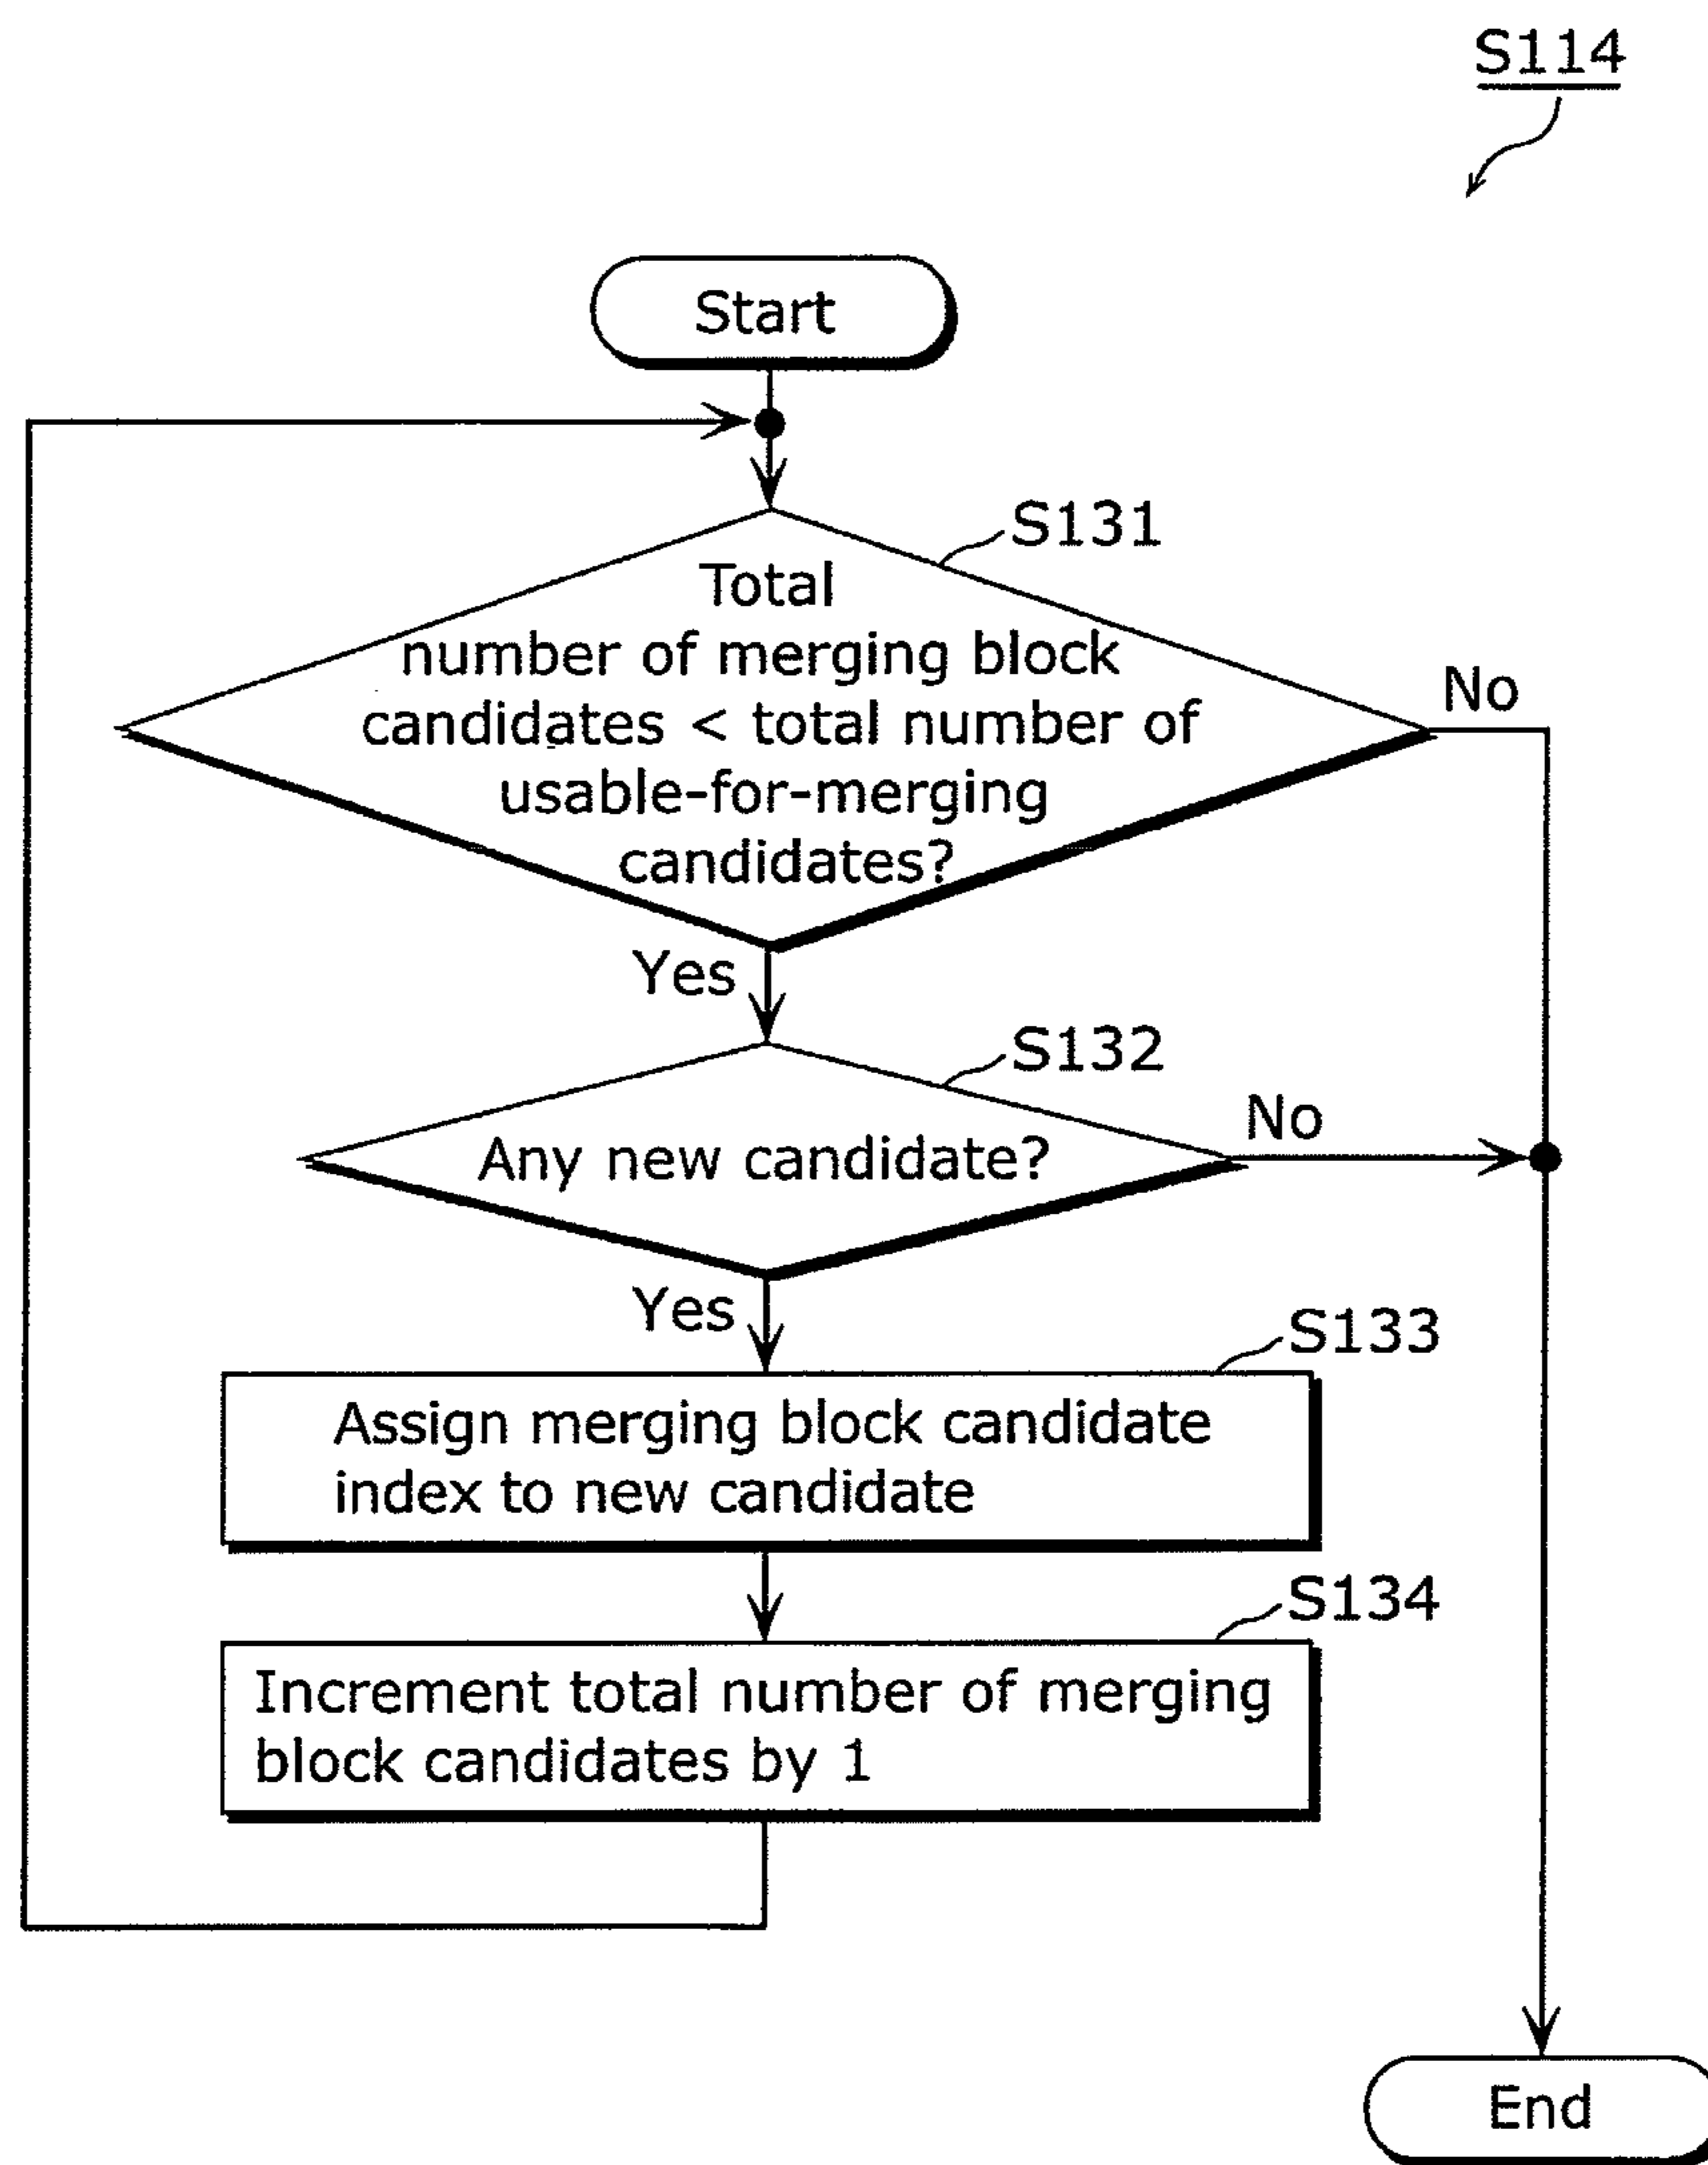 S114
Start
S131
Total
number of merging block
candidates < total number of
usable-for-merging
candidates?
No
Yes
S132
Any new candidate?
No
Yes
S133
Assign merging block candidate
index to new candidate
S134
Increment total number of merging
block candidates by 1
End